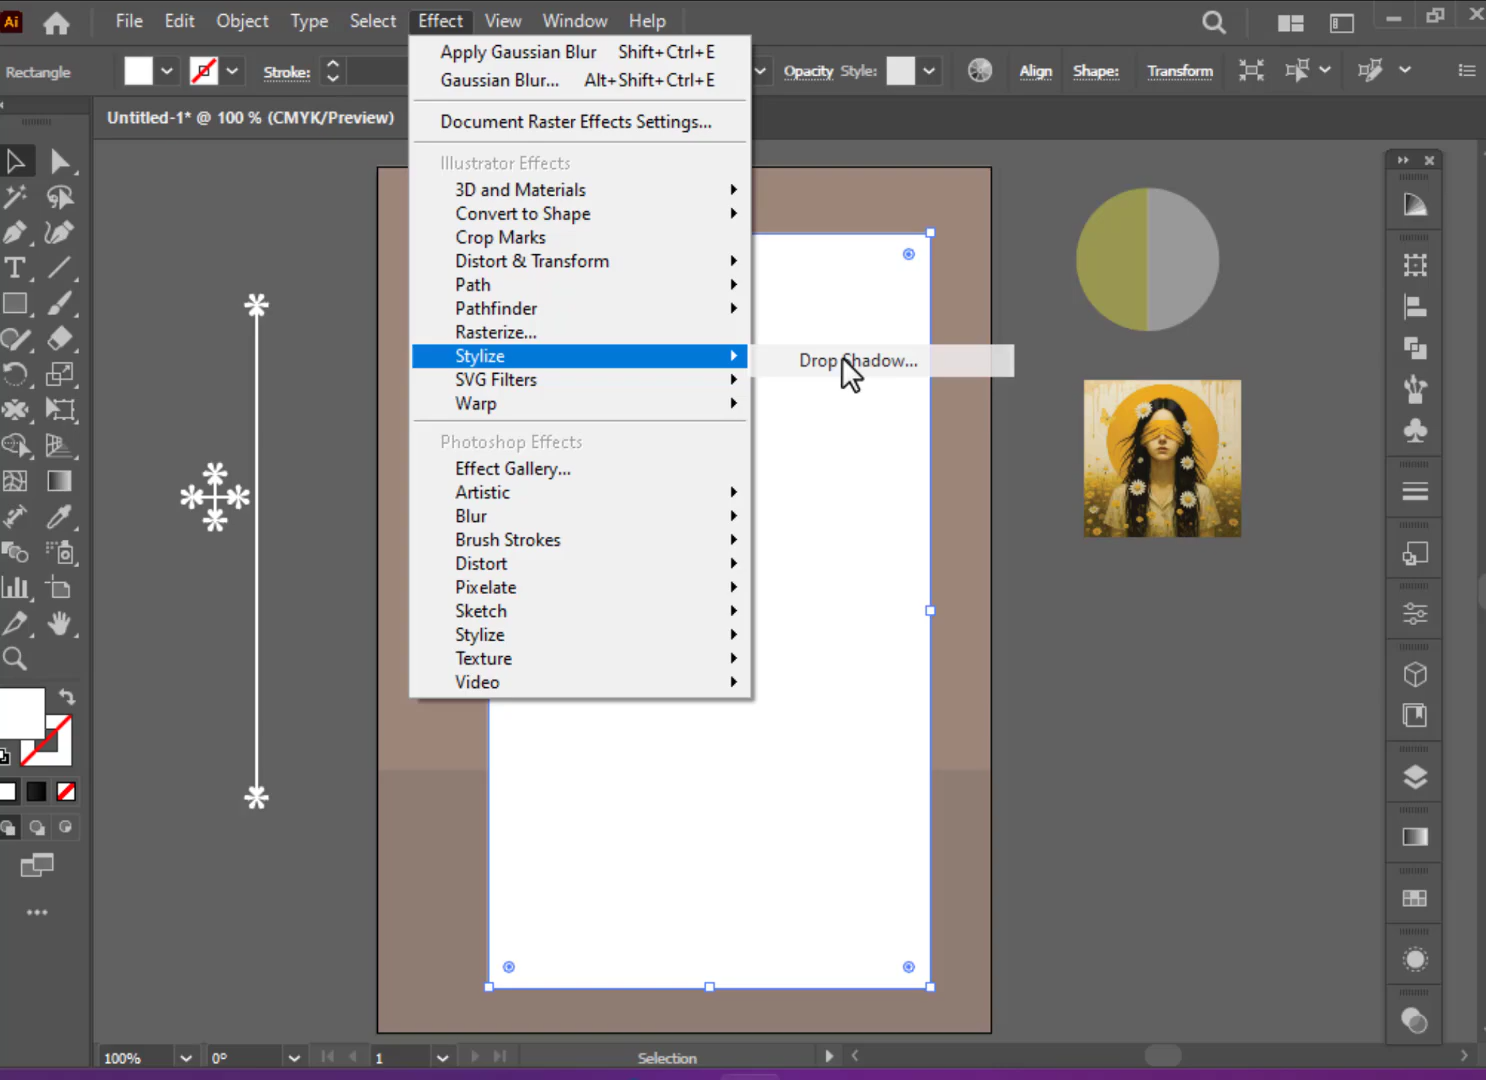 Ai File Edit Object Type Select Effect View Window Help
Rectangle Stroke: Opacity Style: Align Shape: Transform
Untitled-1* @ 100 % (CMYK/Preview)
Apply Gaussian Blur Shift+Ctrl+E
Gaussian Blur... Alt+Shift+Ctrl+E
Document Raster Effects Settings...
Illustrator Effects
3D and Materials
Convert to Shape
Crop Marks
Distort & Transform
Path
Pathfinder
Rasterize...
Stylize
Drop Shadow...
SVG Filters
Warp
Photoshop Effects
Effect Gallery...
Artistic
Blur
Brush Strokes
Distort
Pixelate
Sketch
Stylize
Texture
Video
100% 0° 1 Selection